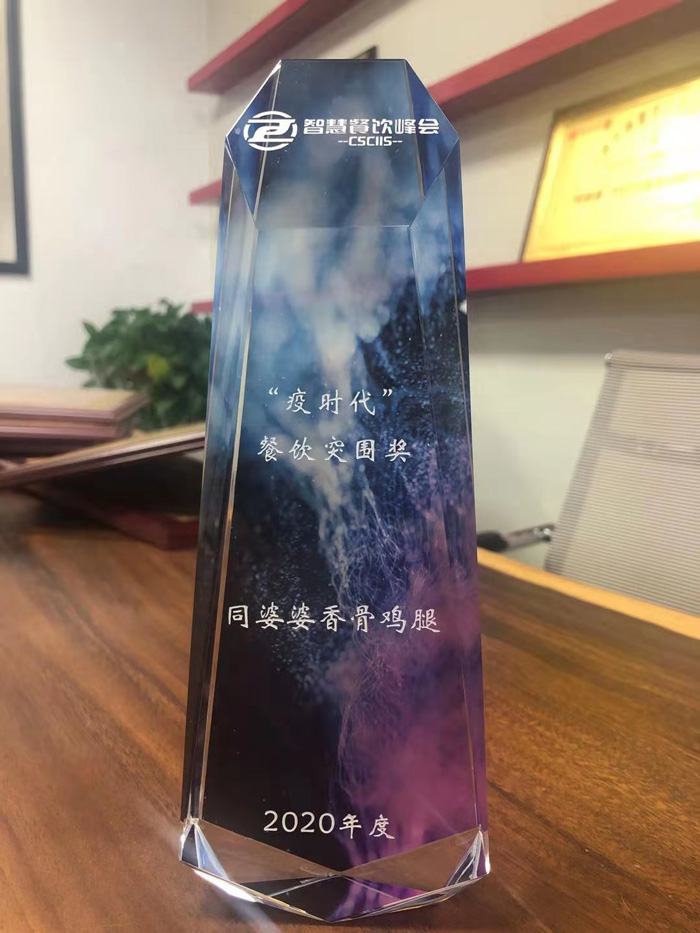 智慧餐饮峰会
--CSCIIS--
“疫时代”
餐饮突围奖
同婆婆香骨鸡腿
2020年度